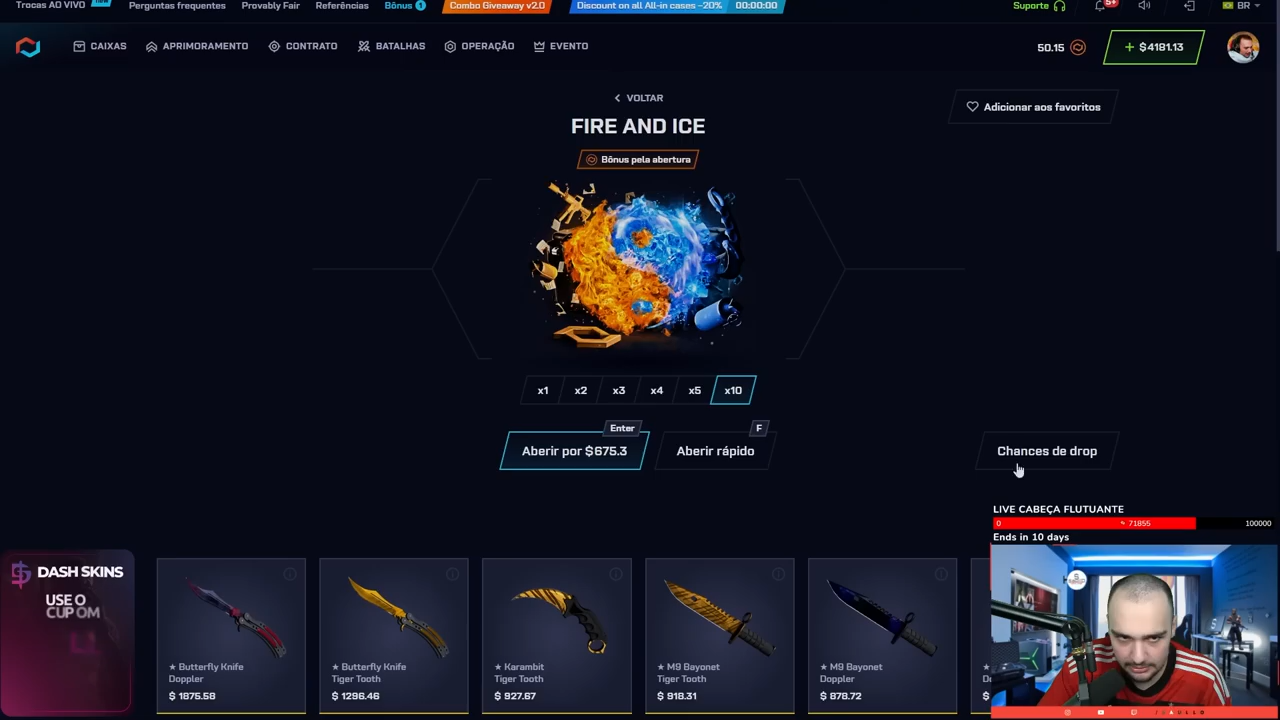 Trocas AO VIVO new Perguntas frequentes Provably Fair Referências Bônus 1 Combo Giveaway v2.0 Discount on all All-in cases −20% 00:00:00 Suporte 5+ BR
CAIXAS APRIMORAMENTO CONTRATO BATALHAS OPERAÇÃO EVENTO 50.15 + $4181.13
VOLTAR
Adicionar aos favoritos
FIRE AND ICE
Bônus pela abertura
x1 x2 x3 x4 x5 x10
Enter F
Aberir por $675.3 Aberir rápido Chances de drop
LIVE CABEÇA FLUTUANTE
0 71855 100000
Ends in 10 days
DASH SKINS
USE O
CUPOM
★ Butterfly Knife
Doppler
$ 1875.58
★ Butterfly Knife
Tiger Tooth
$ 1296.46
★ Karambit
Tiger Tooth
$ 927.67
★ M9 Bayonet
Tiger Tooth
$ 918.31
★ M9 Bayonet
Doppler
$ 878.72